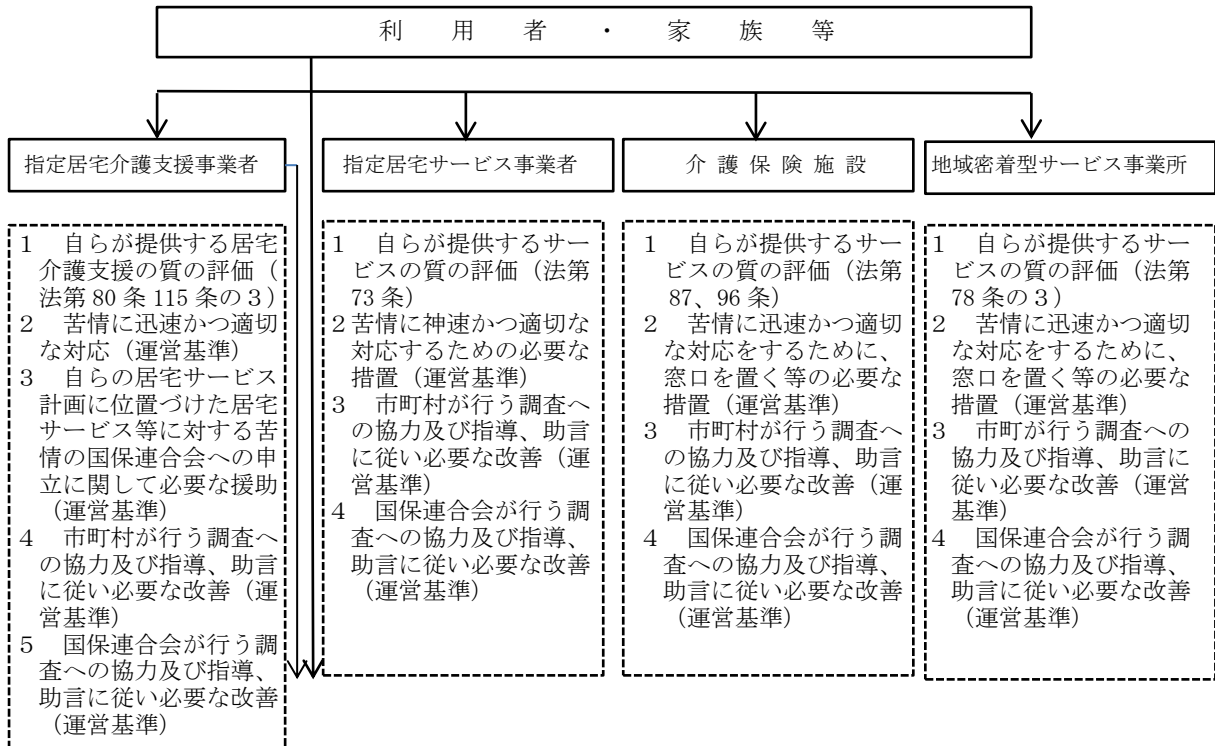 利用者・家族等
指定居宅介護支援事業者
指定居宅サービス事業者
介護保険施設
地域密着型サービス事業所
1 自らが提供する居宅
介護支援の質の評価(
法第 80 条 115 条の3)
2 苦情に迅速かつ適切
な対応(運営基準)
3 自らの居宅サービス
計画に位置づけた居宅
サービス等に対する苦
情の国保連合会への申
立に関して必要な援助
(運営基準)
4 市町村が行う調査へ
の協力及び指導、助言
に従い必要な改善(運
営基準)
5 国保連合会が行う調
査への協力及び指導、
助言に従い必要な改善
(運営基準)
1 自らが提供するサー
ビスの質の評価(法第
73 条)
2苦情に神速かつ適切な
対応するための必要な
措置(運営基準)
3 市町村が行う調査へ
の協力及び指導、助言
に従い必要な改善(運
営基準)
4 国保連合会が行う調
査への協力及び指導、
助言に従い必要な改善
(運営基準)
1 自らが提供するサー
ビスの質の評価(法第
87、96 条)
2 苦情に迅速かつ適切
な対応をするために、
窓口を置く等の必要な
措置(運営基準)
3 市町村が行う調査へ
の協力及び指導、助言
に従い必要な改善(運
営基準)
4 国保連合会が行う調
査への協力及び指導、
助言に従い必要な改善
(運営基準)
1 自らが提供するサー
ビスの質の評価(法第
78 条の3)
2 苦情に迅速かつ適切
な対応をするために、
窓口を置く等の必要な
措置(運営基準)
3 市町が行う調査への
協力及び指導、助言に
従い必要な改善(運営
基準)
4 国保連合会が行う調
査への協力及び指導、
助言に従い必要な改善
(運営基準)